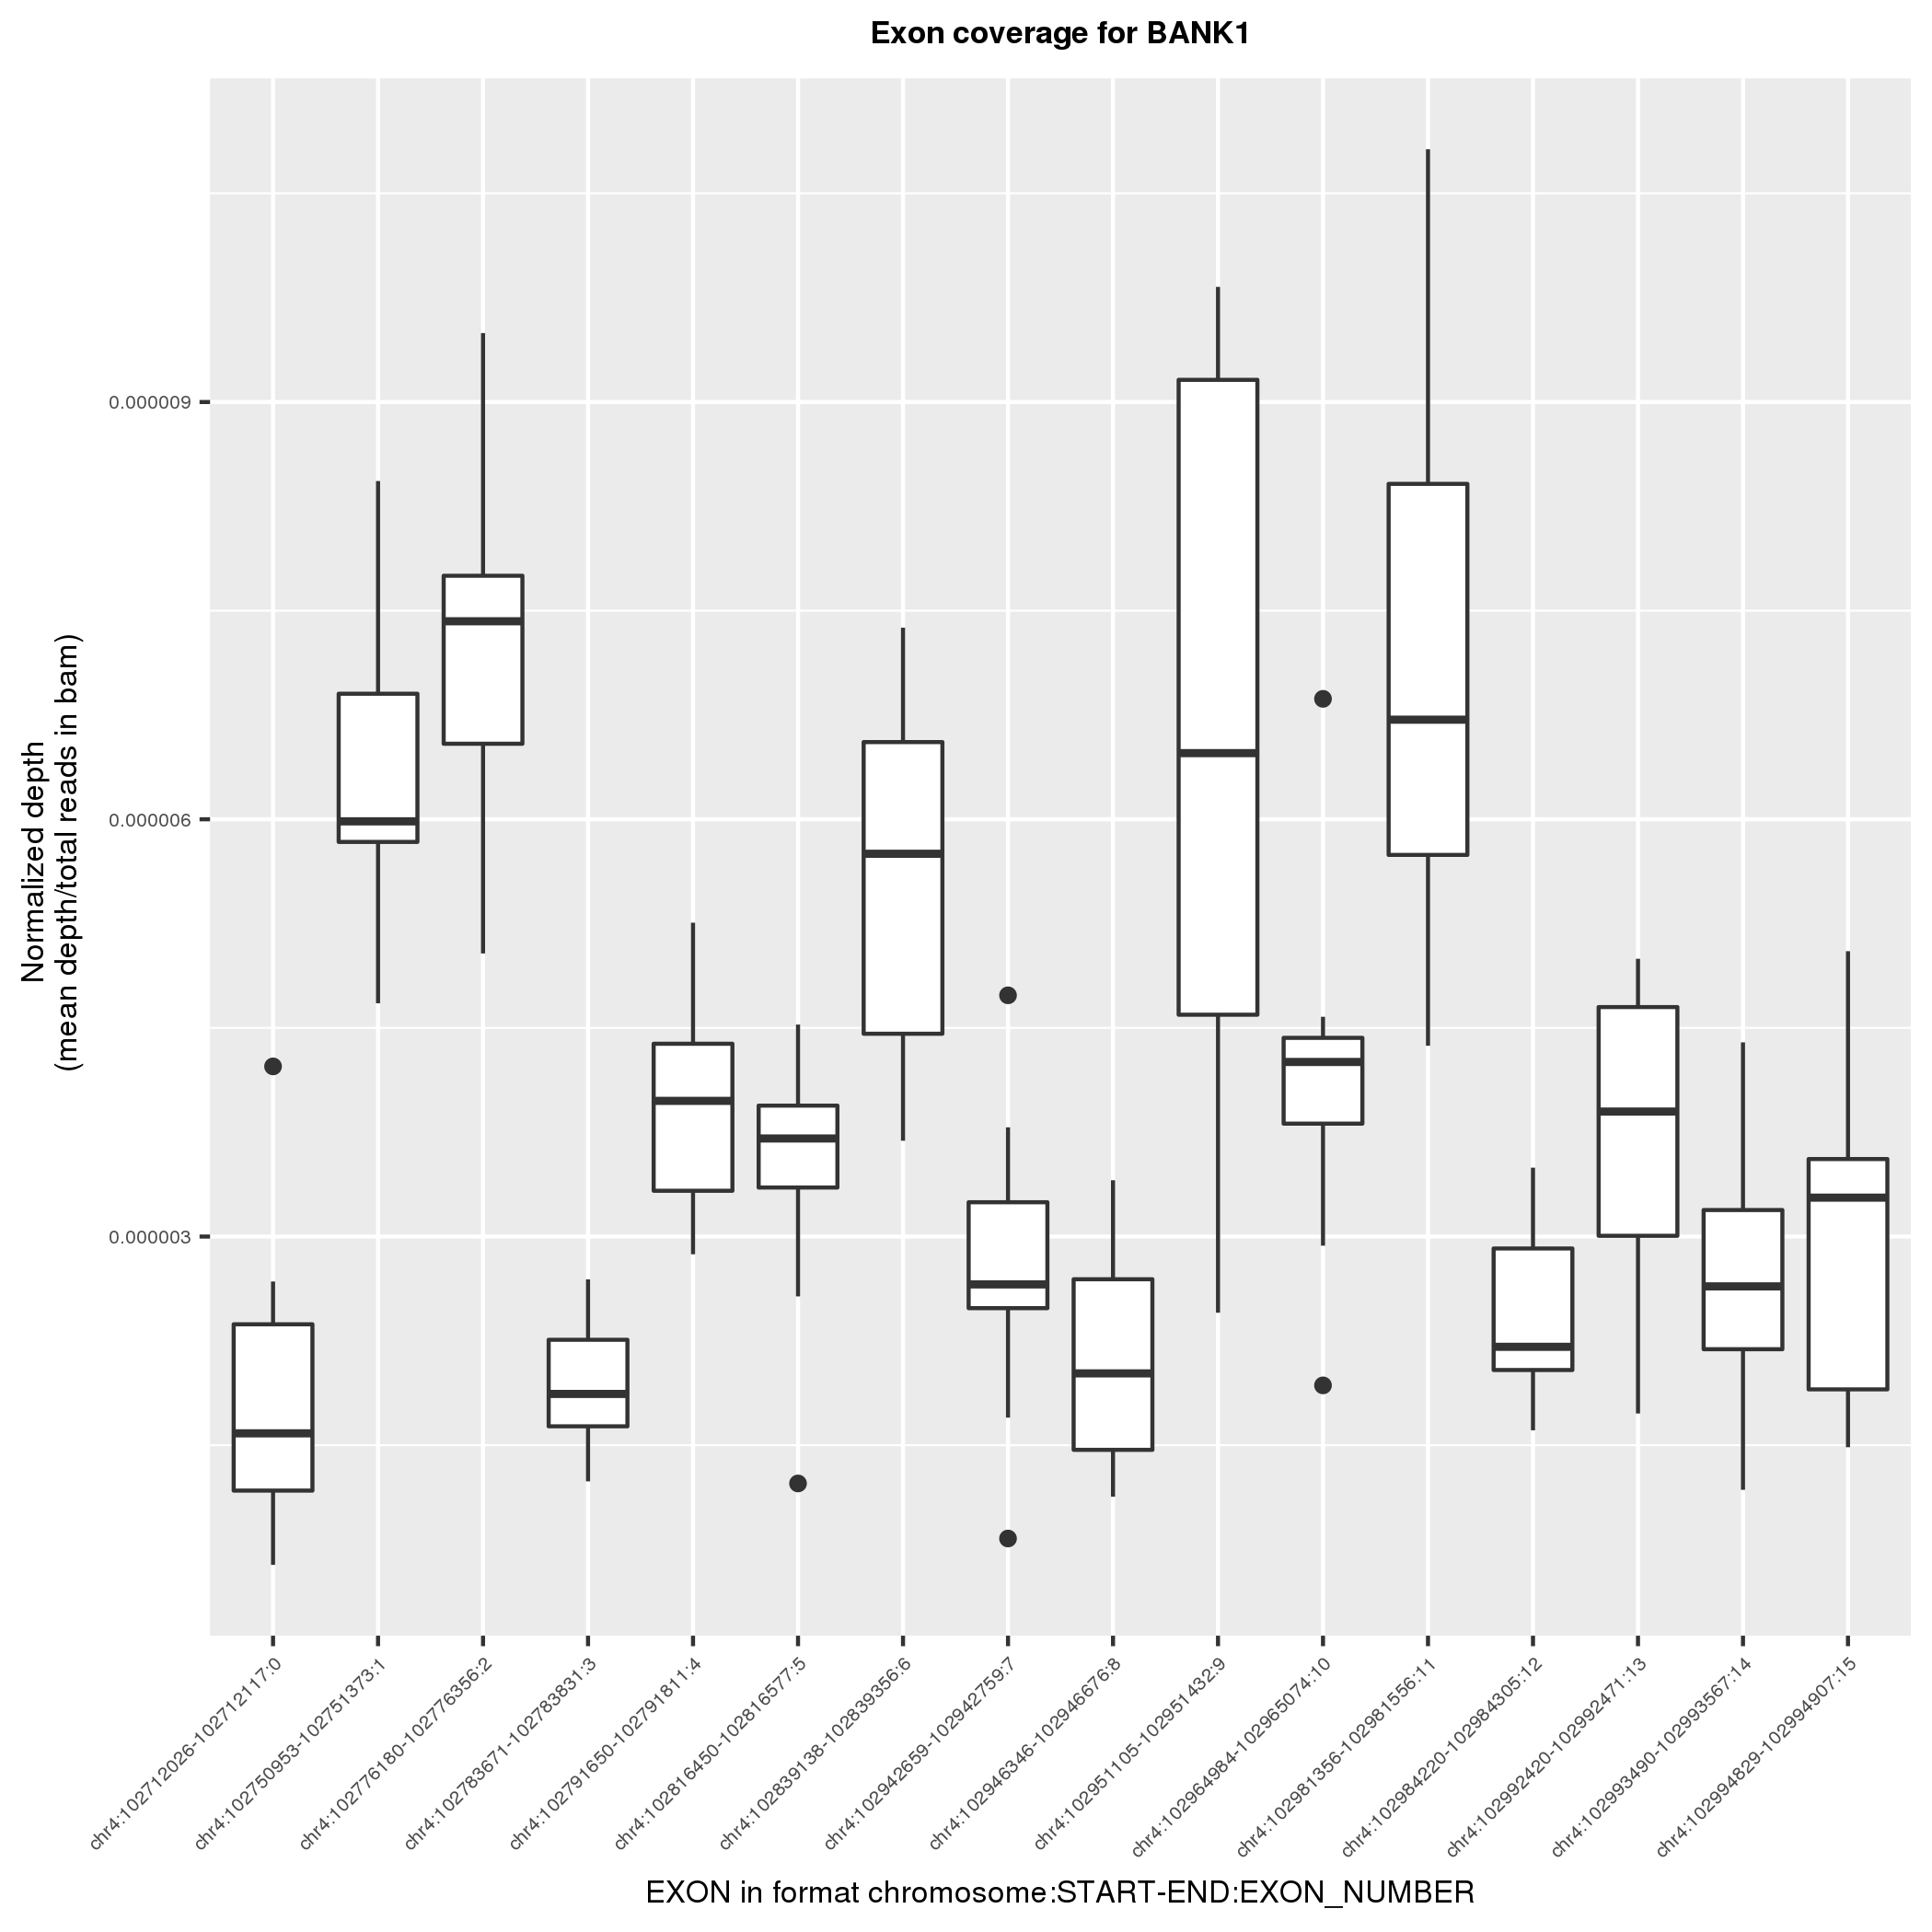 Exon coverage for BANK1
Normalized depth
(mean depth/total reads in bam)
0.000009
0.000006
0.000003
chr4:102712026-102712117:0
chr4:102750953-102751373:1
chr4:102776180-102776356:2
chr4:102783671-102783831:3
chr4:102791650-102791811:4
chr4:102816450-102816577:5
chr4:102839138-102839356:6
chr4:102942659-102942759:7
chr4:102946346-102946676:8
chr4:102951105-102951432:9
chr4:102964984-102965074:10
chr4:102981356-102981556:11
chr4:102984220-102984305:12
chr4:102992420-102992471:13
chr4:102993490-102993567:14
chr4:102994829-102994907:15
EXON in format chromosome:START-END:EXON_NUMBER